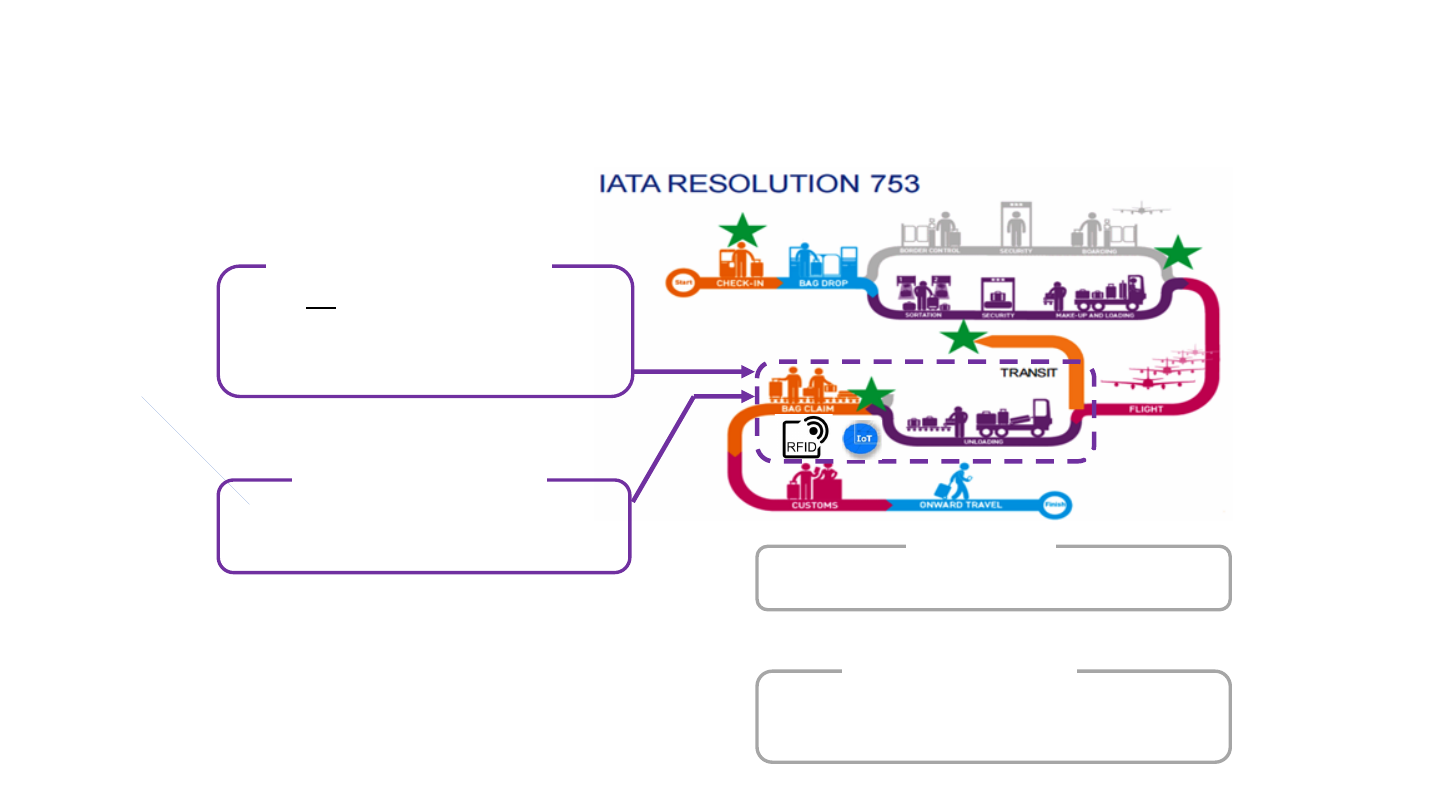 IATA RESOLUTION 753
BORDER CONTROL
SECURITY
BOARDING
Start
CHECK-IN
BAG DROP
SORTATION
SECURITY
MAKE-UP AND LOADING
TRANSIT
BAG CLAIM
FLIGHT
UNLOADING
RFID
IoT
CUSTOMS
ONWARD TRAVEL
Finish